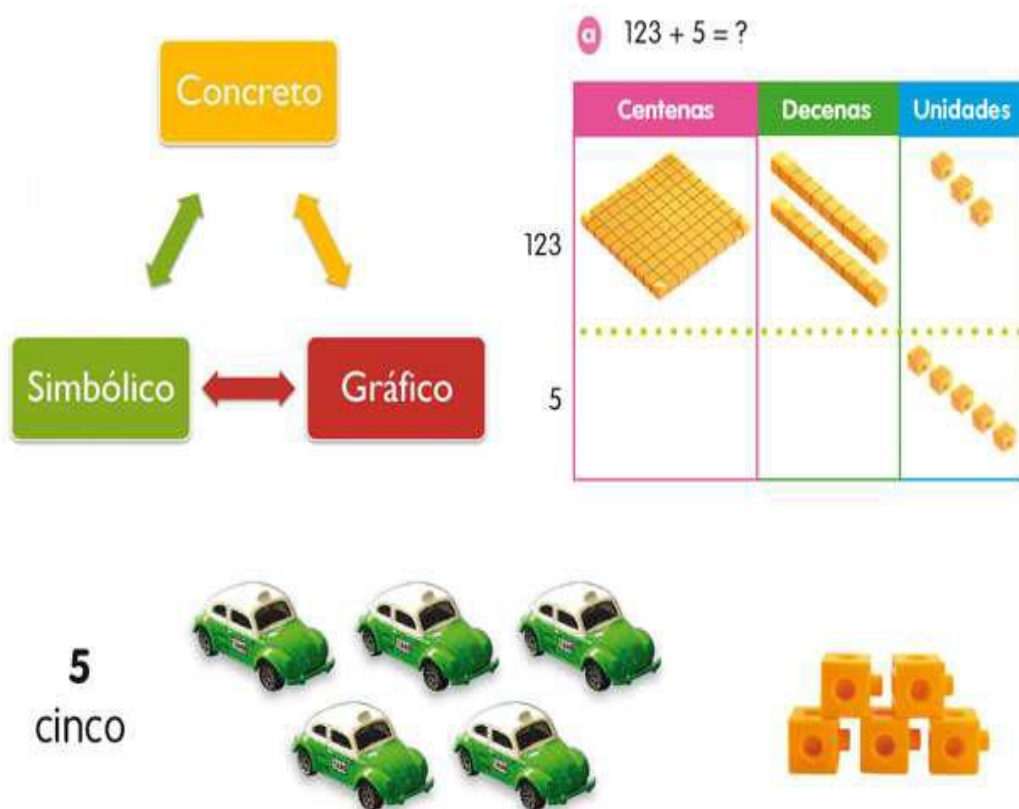 Concreto
Simbólico
Gráfico
a 123 + 5 = ?
Centenas Decenas Unidades
123
5
5
cinco